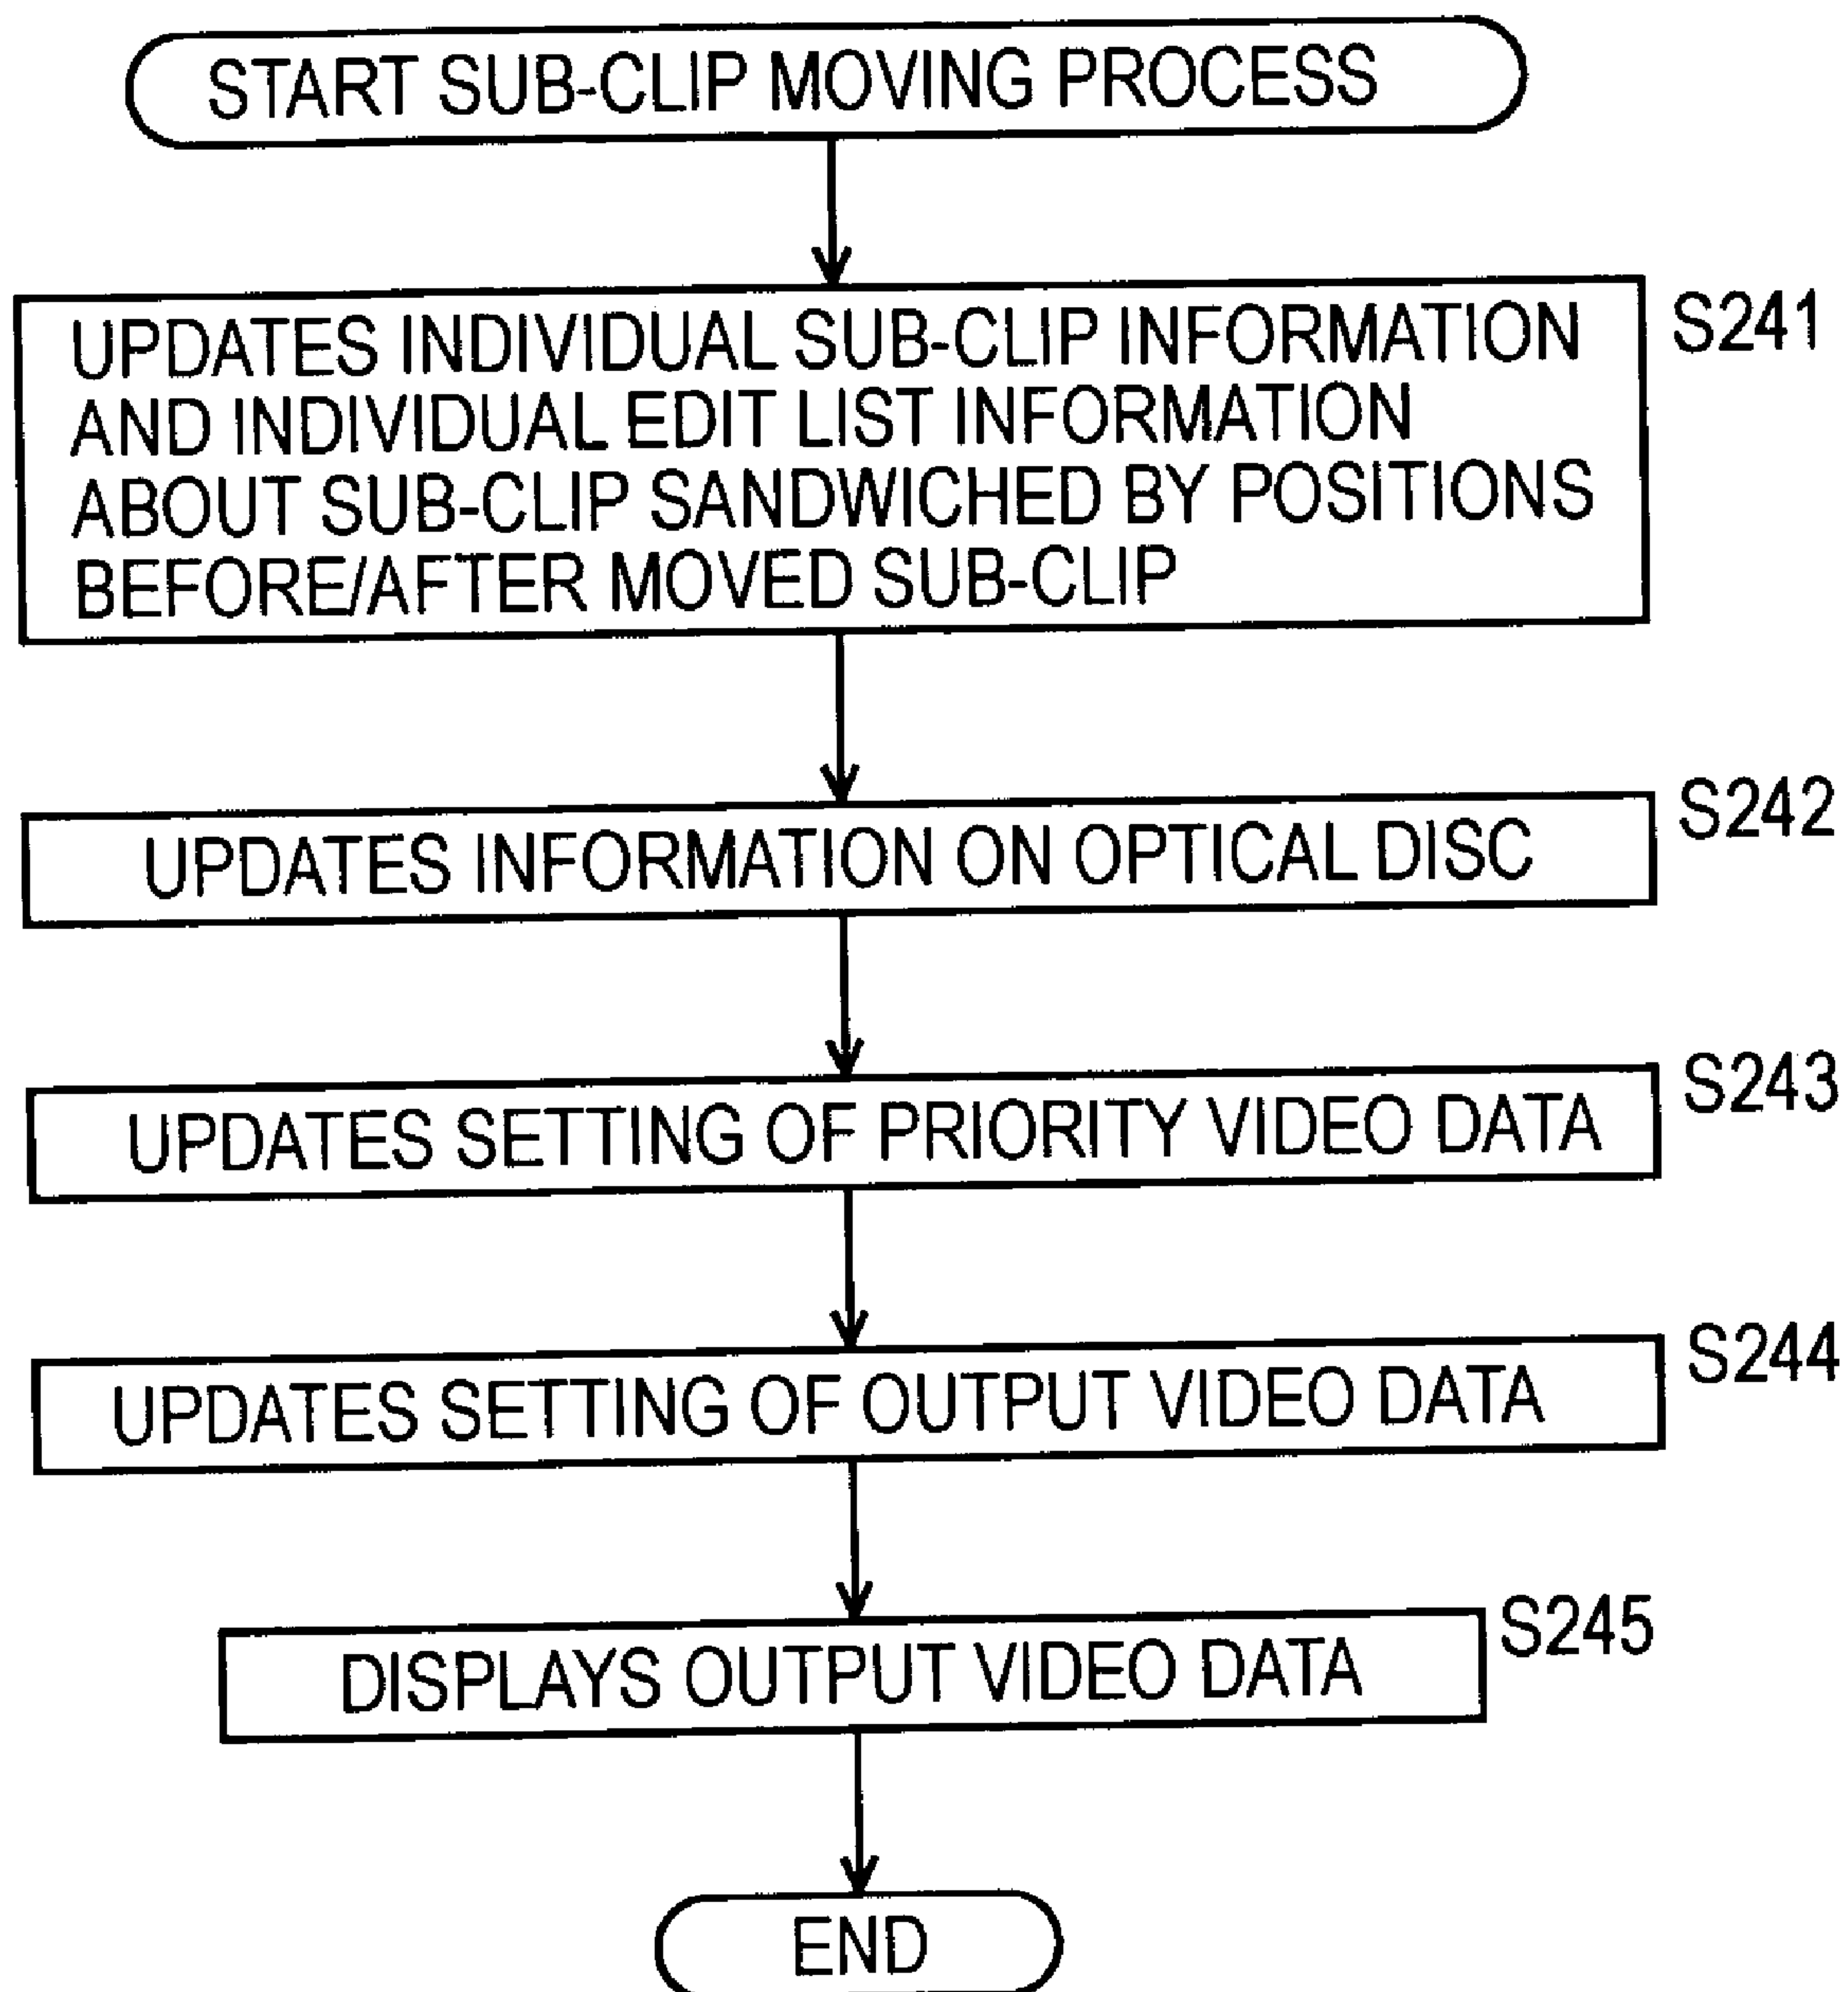 START SUB-CLIP MOVING PROCESS
S241
UPDATES INDIVIDUAL SUB-CLIP INFORMATION
AND INDIVIDUAL EDIT LIST INFORMATION
ABOUT SUB-CLIP SANDWICHED BY POSITIONS
BEFORE/AFTER MOVED SUB-CLIP
S242
UPDATES INFORMATION ON OPTICAL DISC
S243
UPDATES SETTING OF PRIORITY VIDEO DATA
S244
UPDATES SETTING OF OUTPUT VIDEO DATA
S245
DISPLAYS OUTPUT VIDEO DATA
END